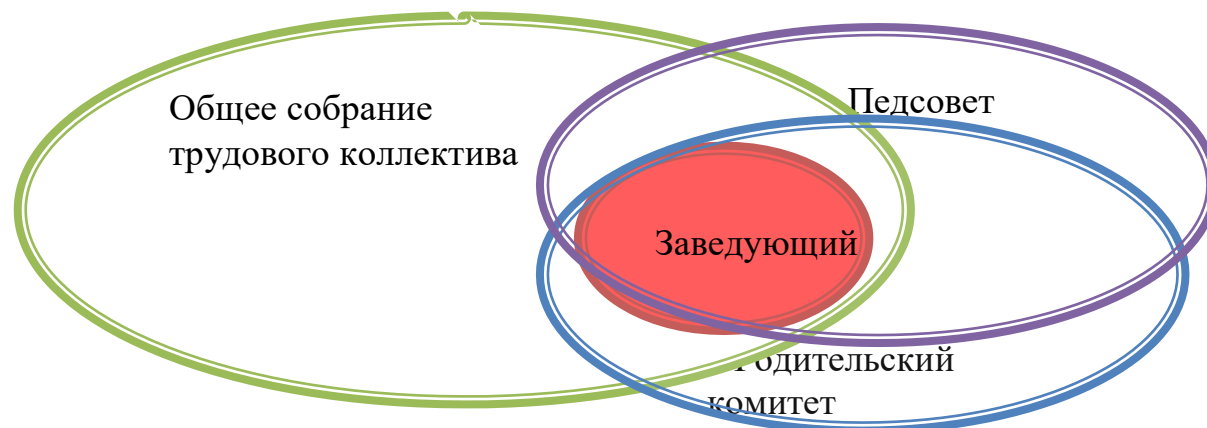 Общее собрание
трудового коллектива
Педсовет
Заведующий
Родительский
комитет